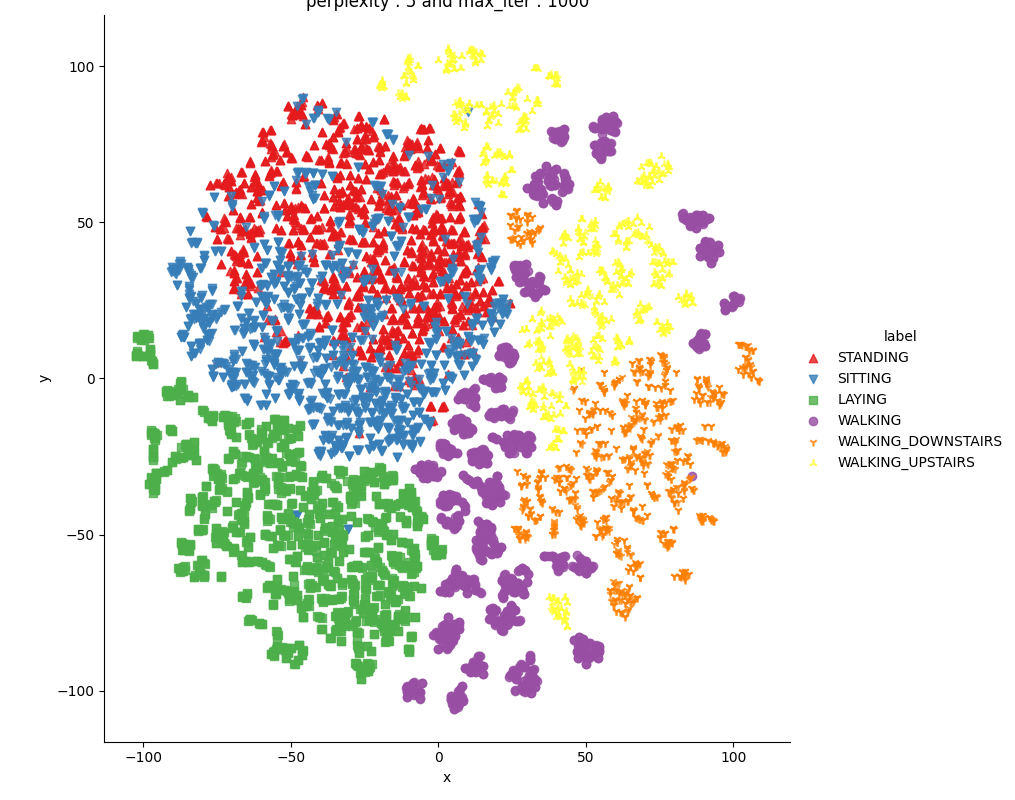 perplexity : 5 and max_iter : 1000
100
50
0
−50
−100
y
−100
−50
0
50
100
x
label
STANDING
SITTING
LAYING
WALKING
WALKING_DOWNSTAIRS
WALKING_UPSTAIRS